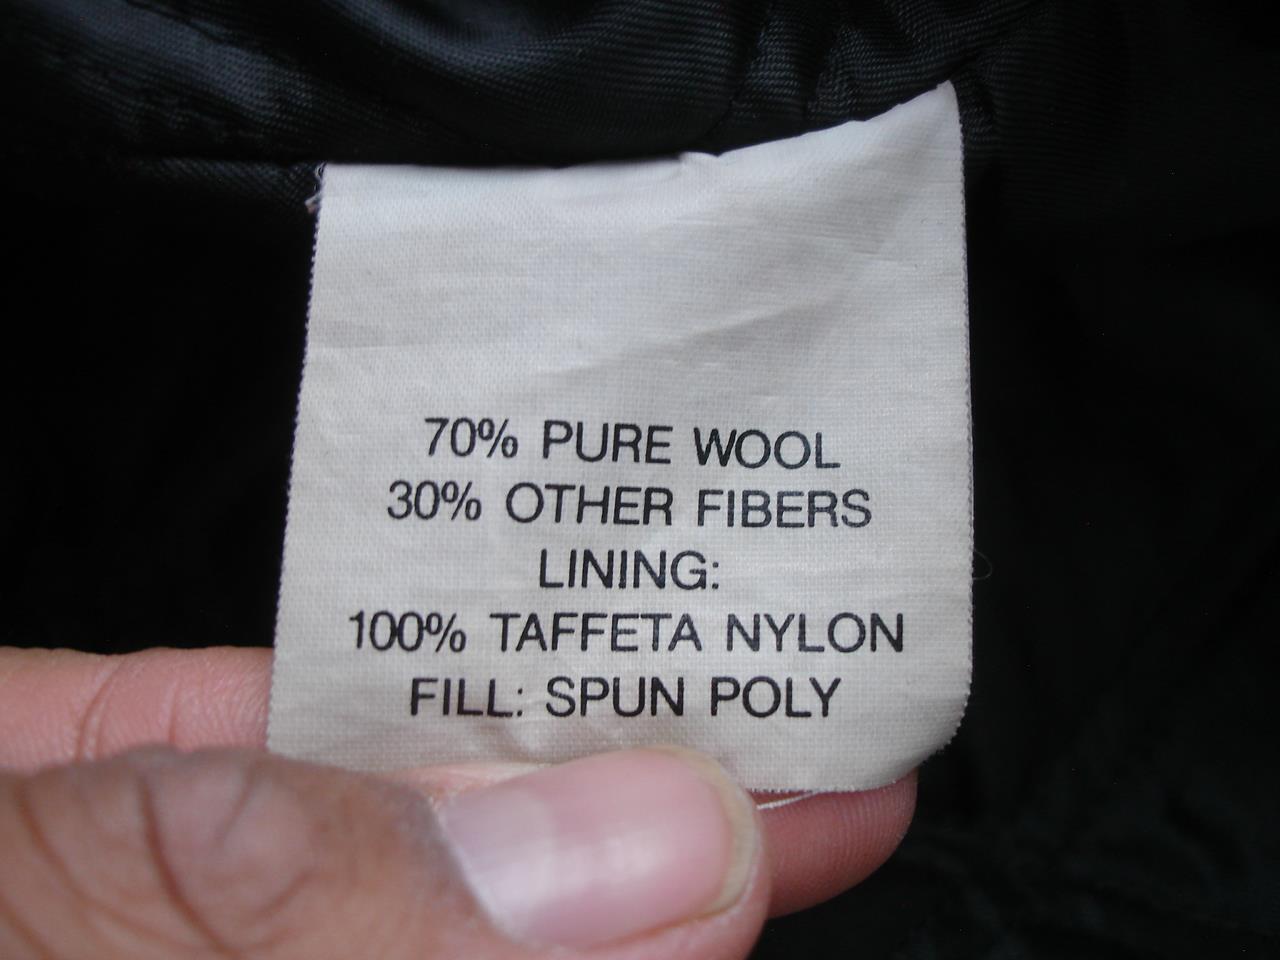 70% PURE WOOL
30% OTHER FIBERS
LINING:
100% TAFFETA NYLON
FILL: SPUN POLY